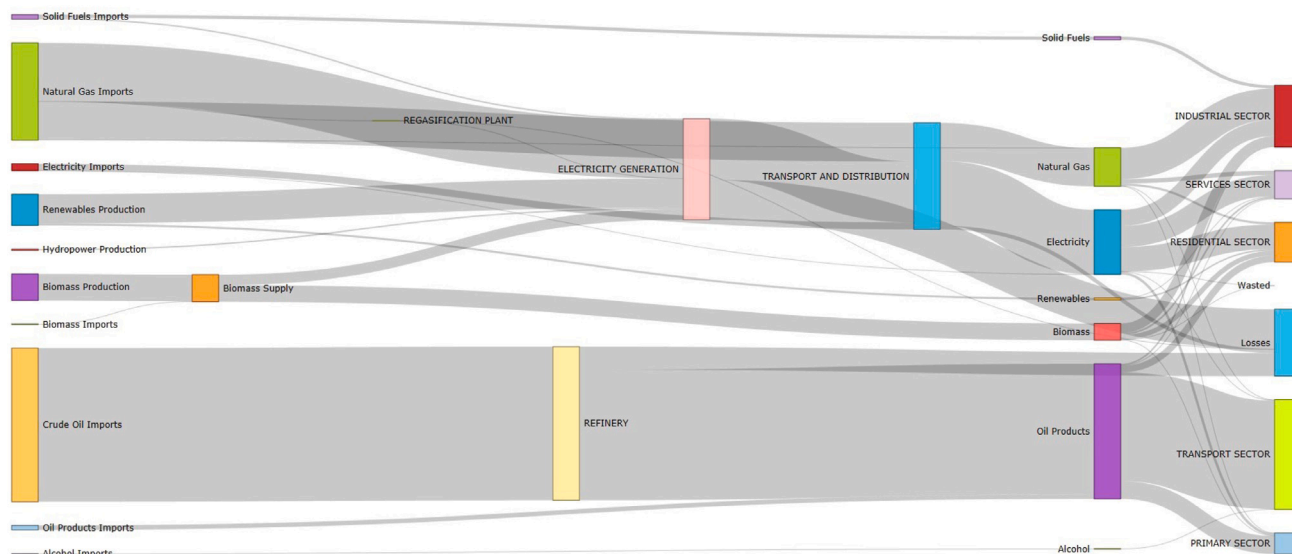 Solid Fuels Imports
Solid Fuels
Natural Gas Imports
INDUSTRIAL SECTOR
REGASIFICATION PLANT
Natural Gas
Electricity Imports
ELECTRICITY GENERATION
TRANSPORT AND DISTRIBUTION
SERVICES SECTOR
Renewables Production
Electricity
RESIDENTIAL SECTOR
Hydropower Production
Biomass Production
Biomass Supply
Wasted
Renewables
Biomass Imports
Biomass
Losses
Crude Oil Imports
REFINERY
Oil Products
TRANSPORT SECTOR
Oil Products Imports
PRIMARY SECTOR
Alcohol Imports
Alcohol